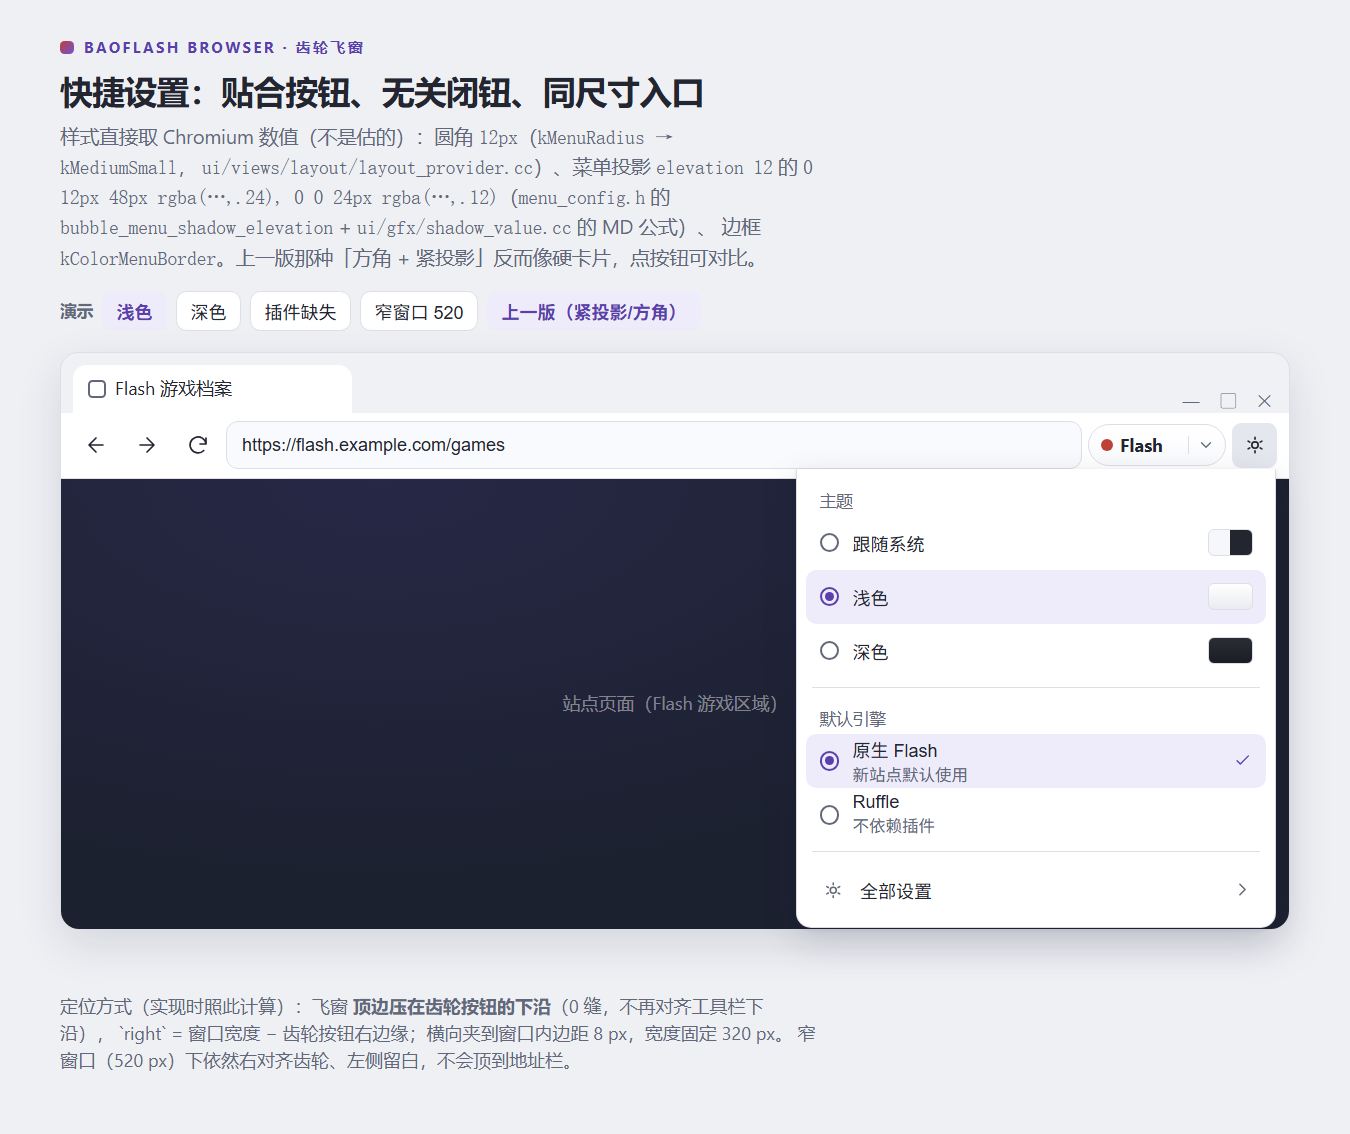 BAOFLASH BROWSER · 齿轮飞窗
快捷设置：贴合按钮、无关闭钮、同尺寸入口
样式直接取 Chromium 数值（不是估的）：圆角 12px（kMenuRadius →
kMediumSmall， ui/views/layout/layout_provider.cc）、菜单投影 elevation 12 的 0
12px 48px rgba(…,.24), 0 0 24px rgba(…,.12)（menu_config.h 的
bubble_menu_shadow_elevation + ui/gfx/shadow_value.cc 的 MD 公式）、 边框
kColorMenuBorder。上一版那种「方角 + 紧投影」反而像硬卡片，点按钮可对比。
演示 浅色 深色 插件缺失 窄窗口 520 上一版（紧投影/方角）
Flash 游戏档案
https://flash.example.com/games
Flash
主题
跟随系统
浅色
深色
站点页面（Flash 游戏区域）
默认引擎
原生 Flash
新站点默认使用
Ruffle
不依赖插件
全部设置
定位方式（实现时照此计算）：飞窗 顶边压在齿轮按钮的下沿（0 缝，不再对齐工具栏下
沿），`right` = 窗口宽度 − 齿轮按钮右边缘；横向夹到窗口内边距 8 px，宽度固定 320 px。 窄
窗口（520 px）下依然右对齐齿轮、左侧留白，不会顶到地址栏。